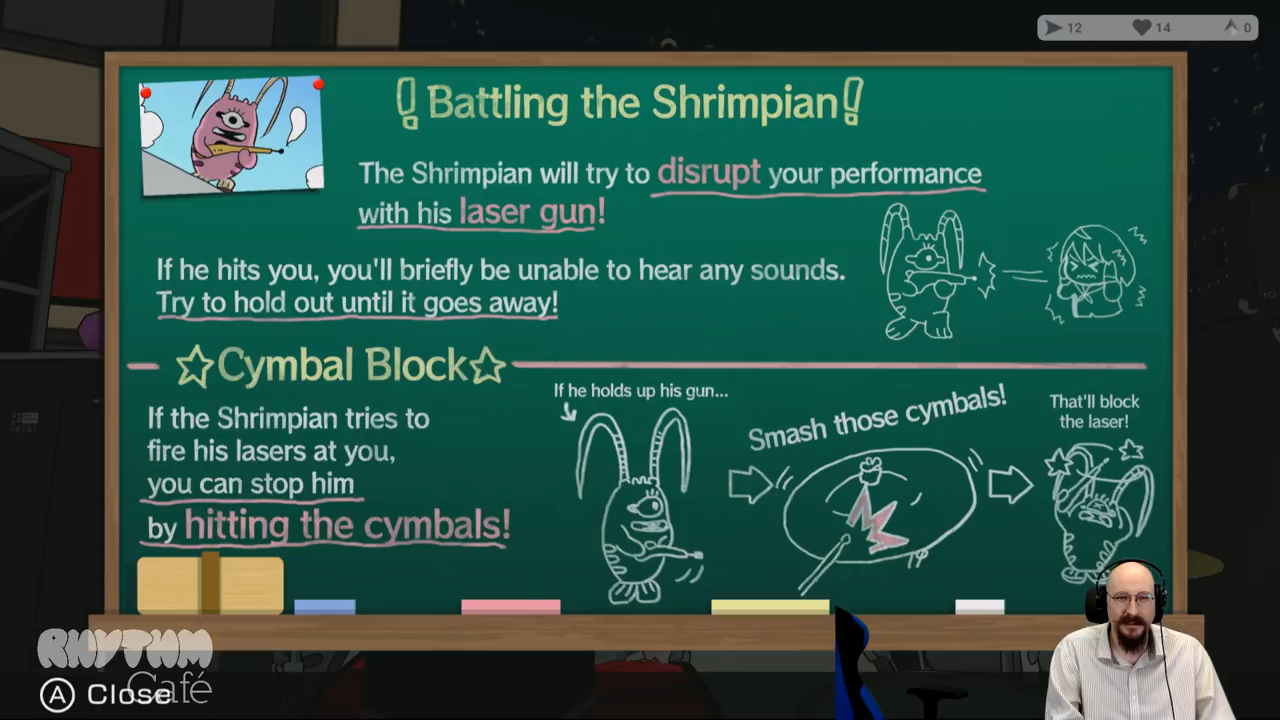 12 14 0
Battling the Shrimpian!
The Shrimpian will try to disrupt your performance
with his laser gun!
If he hits you, you'll briefly be unable to hear any sounds.
Try to hold out until it goes away!
☆Cymbal Block☆
If the Shrimpian tries to
fire his lasers at you,
you can stop him
by hitting the cymbals!
If he holds up his gun...
Smash those cymbals!
That'll block
the laser!
RHYTHM
Café
A Close